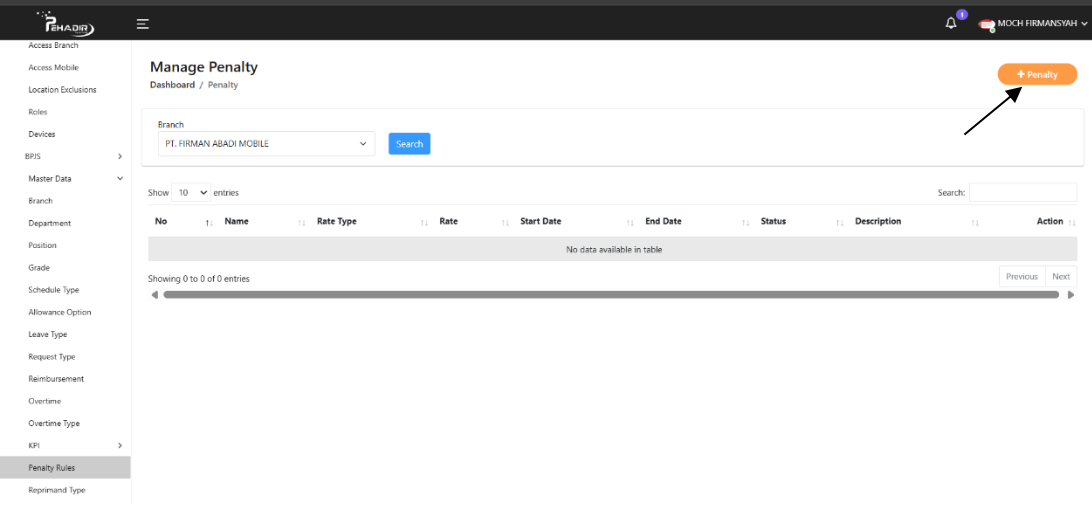 PEHADIR
1
MOCH FIRMANSYAH
Access Branch
Access Mobile
Location Exclusions
Roles
Devices
BPJS
Master Data
Branch
Department
Position
Grade
Schedule Type
Allowance Option
Leave Type
Request Type
Reimbursement
Overtime
Overtime Type
KPI
Penalty Rules
Reprimand Type
Manage Penalty
Dashboard / Penalty
+ Penalty
Branch
PT. FIRMAN ABADI MOBILE
Search
Show 10 entries
Search:
No Name Rate Type Rate Start Date End Date Status Description Action
No data available in table
Showing 0 to 0 of 0 entries
Previous Next